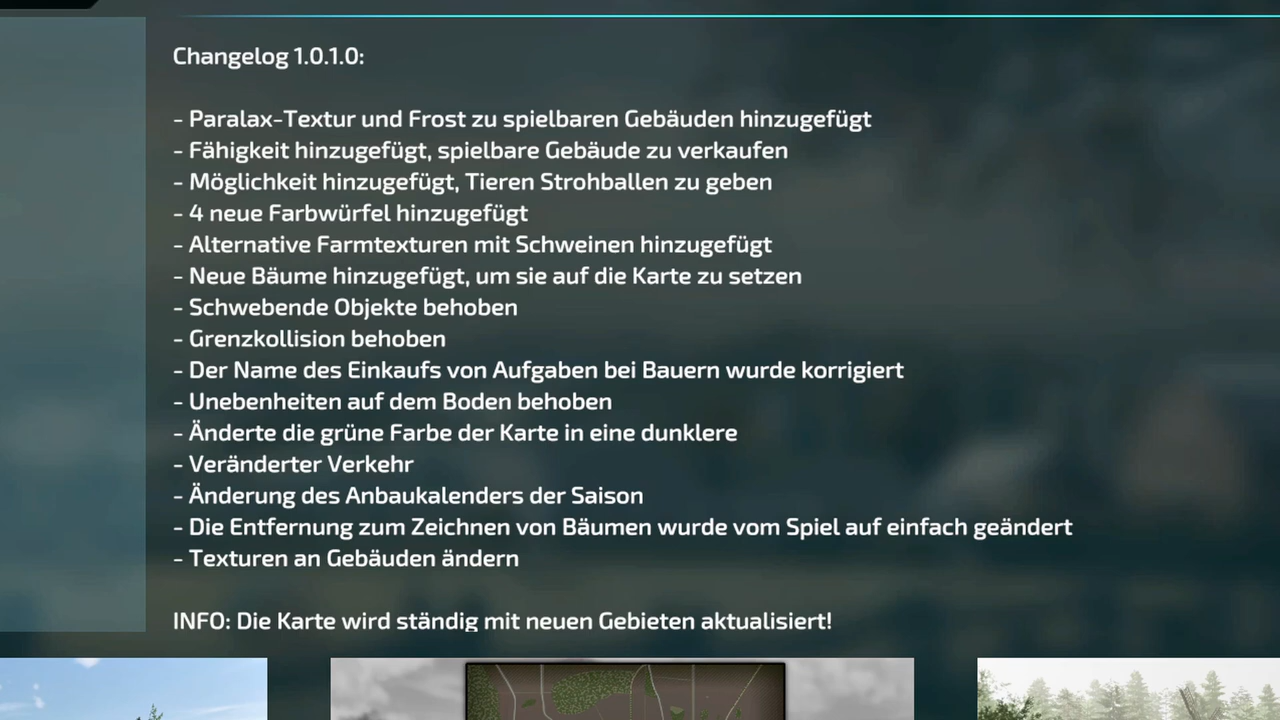 Changelog 1.0.1.0:
- Paralax-Textur und Frost zu spielbaren Gebäuden hinzugefügt
- Fähigkeit hinzugefügt, spielbare Gebäude zu verkaufen
- Möglichkeit hinzugefügt, Tieren Strohballen zu geben
- 4 neue Farbwürfel hinzugefügt
- Alternative Farmtexturen mit Schweinen hinzugefügt
- Neue Bäume hinzugefügt, um sie auf die Karte zu setzen
- Schwebende Objekte behoben
- Grenzkollision behoben
- Der Name des Einkaufs von Aufgaben bei Bauern wurde korrigiert
- Unebenheiten auf dem Boden behoben
- Änderte die grüne Farbe der Karte in eine dunklere
- Veränderter Verkehr
- Änderung des Anbaukalenders der Saison
- Die Entfernung zum Zeichnen von Bäumen wurde vom Spiel auf einfach geändert
- Texturen an Gebäuden ändern
INFO: Die Karte wird ständig mit neuen Gebieten aktualisiert!